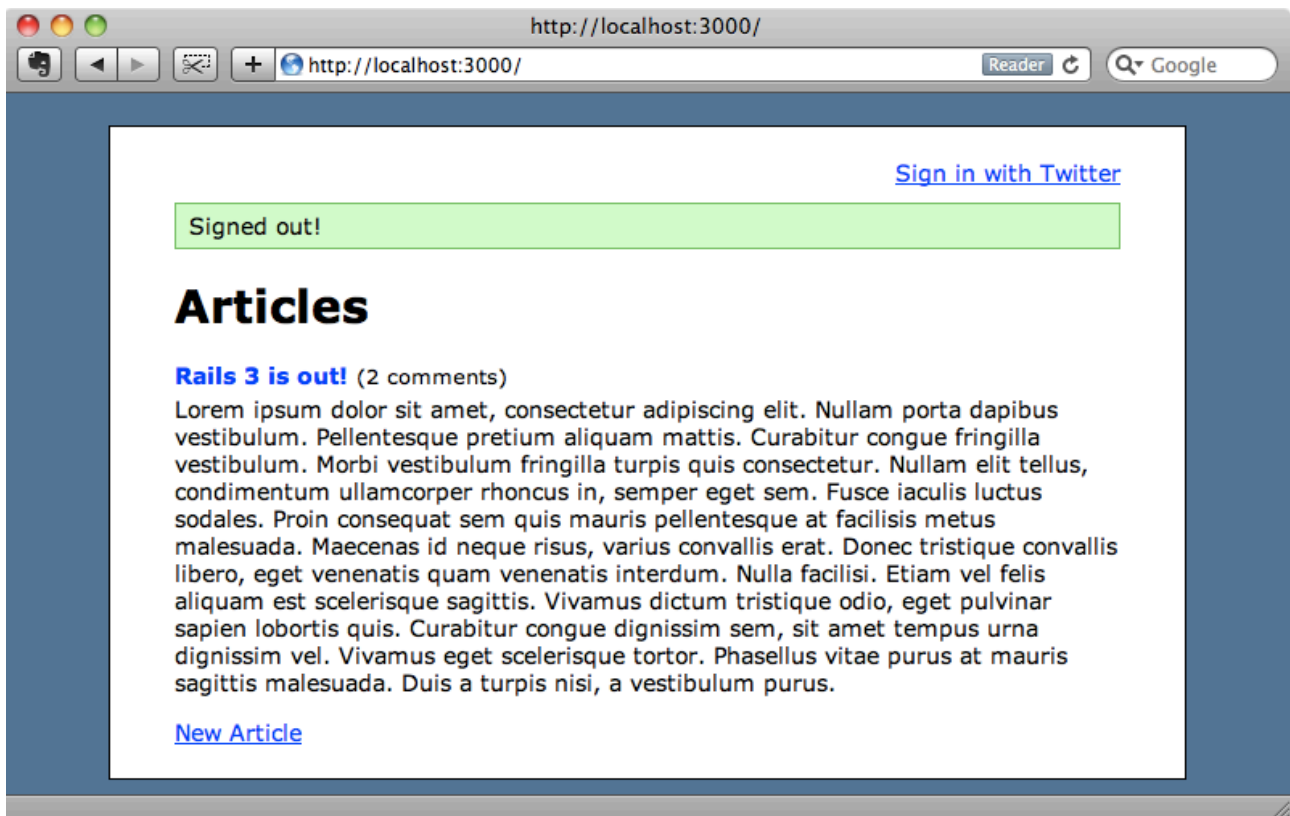 http://localhost:3000/
http://localhost:3000/ Reader Google
Sign in with Twitter
Signed out!
Articles
Rails 3 is out! (2 comments)
Lorem ipsum dolor sit amet, consectetur adipiscing elit. Nullam porta dapibus
vestibulum. Pellentesque pretium aliquam mattis. Curabitur congue fringilla
vestibulum. Morbi vestibulum fringilla turpis quis consectetur. Nullam elit tellus,
condimentum ullamcorper rhoncus in, semper eget sem. Fusce iaculis luctus
sodales. Proin consequat sem quis mauris pellentesque at facilisis metus
malesuada. Maecenas id neque risus, varius convallis erat. Donec tristique convallis
libero, eget venenatis quam venenatis interdum. Nulla facilisi. Etiam vel felis
aliquam est scelerisque sagittis. Vivamus dictum tristique odio, eget pulvinar
sapien lobortis quis. Curabitur congue dignissim sem, sit amet tempus urna
dignissim vel. Vivamus eget scelerisque tortor. Phasellus vitae purus at mauris
sagittis malesuada. Duis a turpis nisi, a vestibulum purus.
New Article